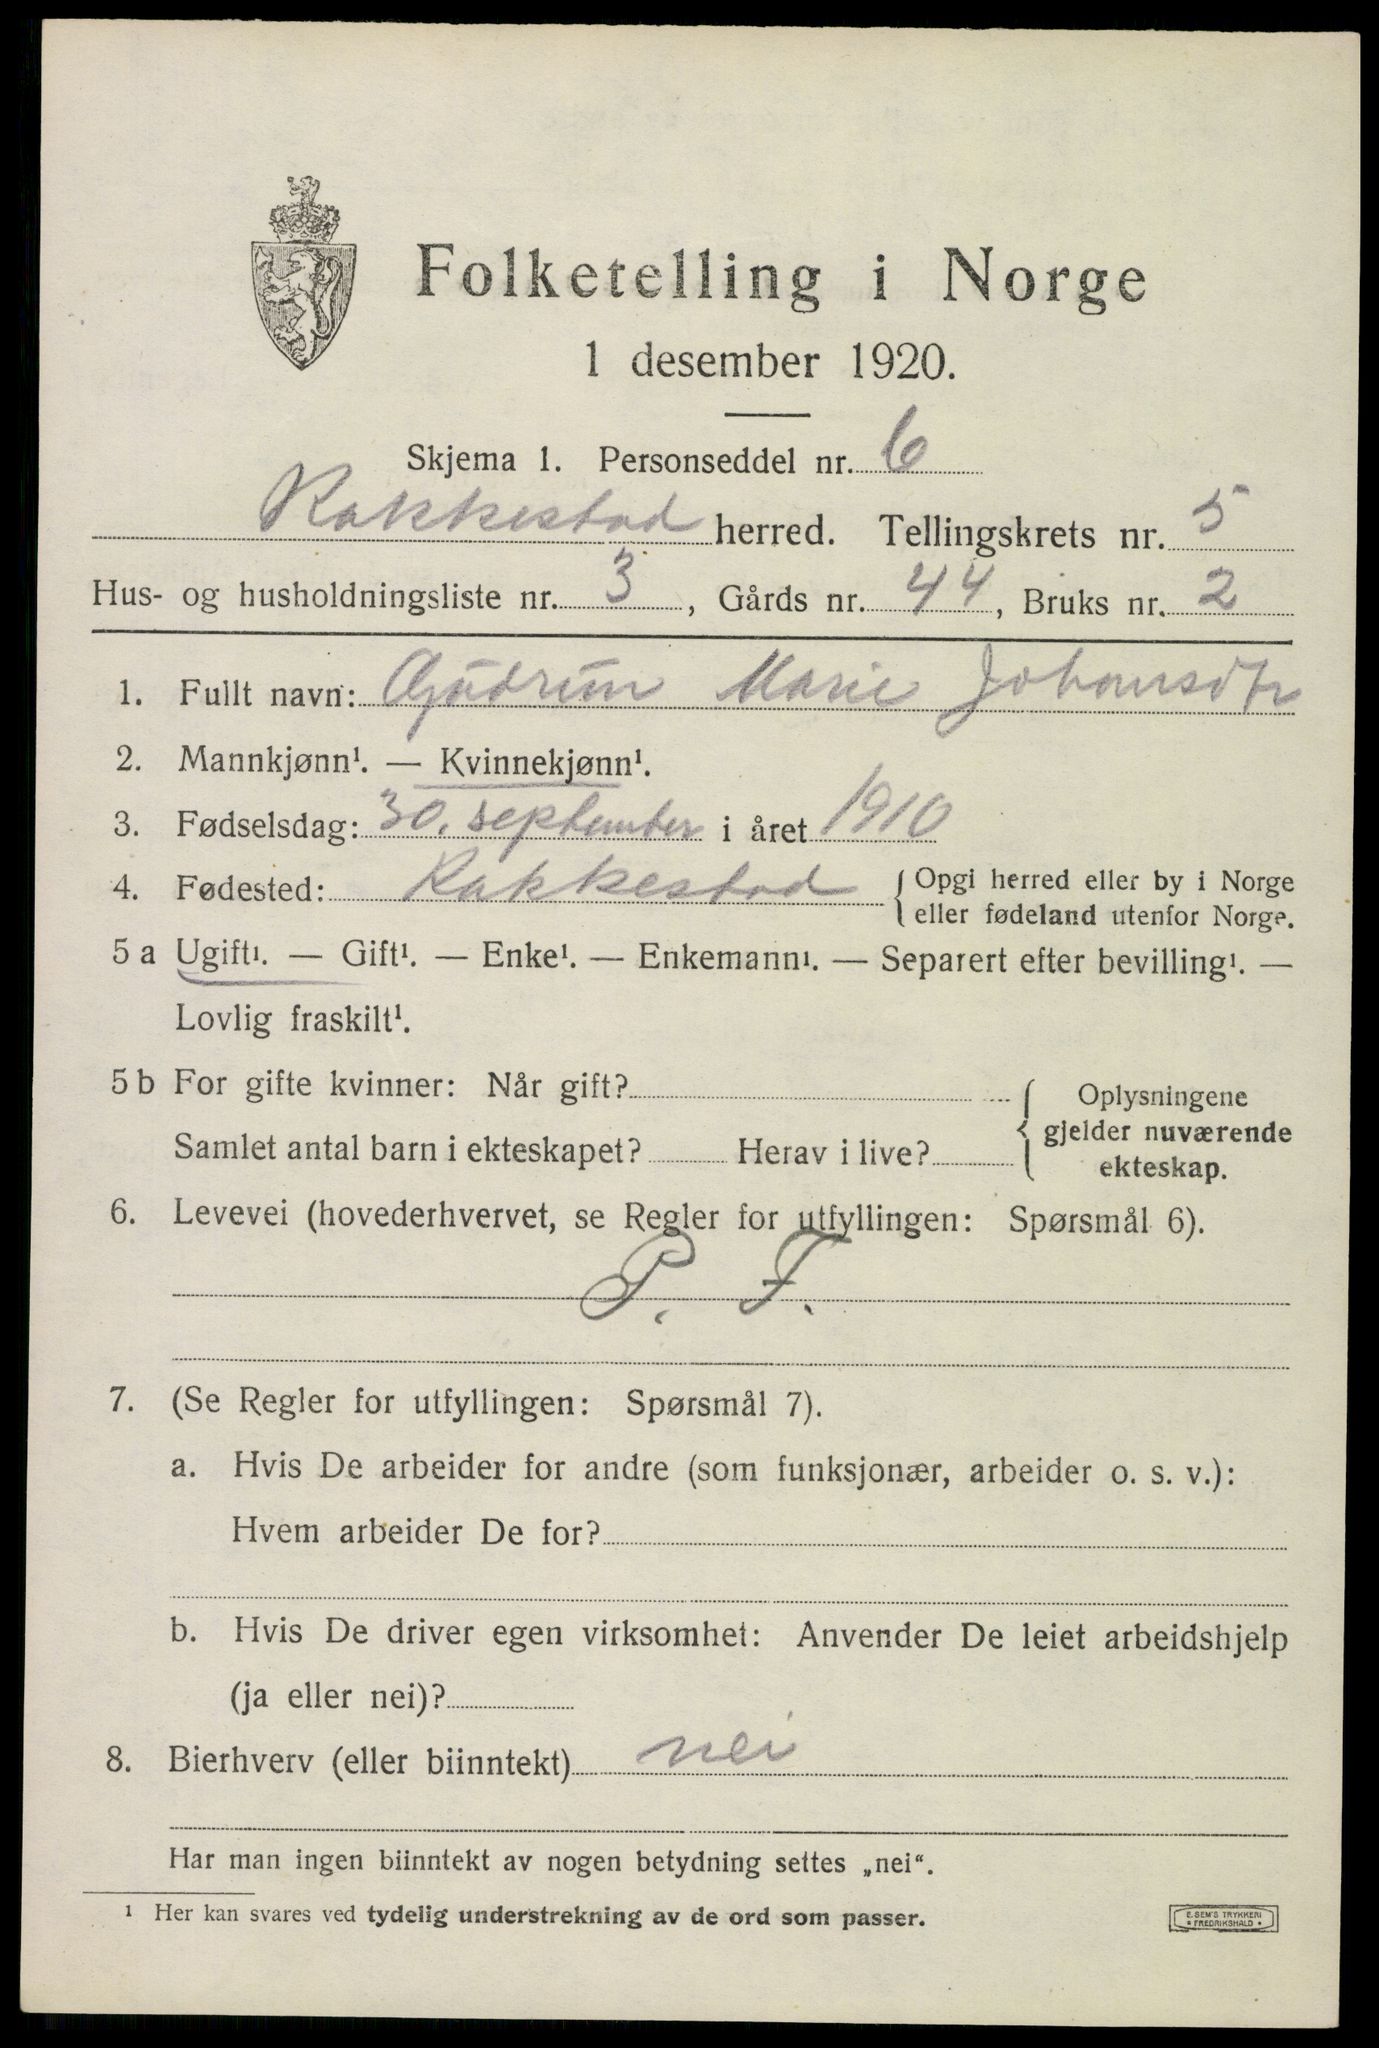 Folketelling i Norge
1 desember 1920.
Skjema 1. Personseddel nr. 6
Rakkestad herred. Tellingskrets nr. 5
Hus- og husholdningsliste nr. 3, Gårds nr. 44, Bruks nr. 2
1. Fullt navn: Gudrun Marie Johansdtr
2. Mannkjønn¹. — Kvinnekjønn¹.
3. Fødselsdag: 30. september i året 1910
4. Fødested: Rakkestad { Opgi herred eller by i Norge
eller fødeland utenfor Norge.
5 a Ugift¹. — Gift¹. — Enke¹. — Enkemann¹. — Separert efter bevilling¹. —
Lovlig fraskilt¹.
5 b For gifte kvinner: Når gift?
Samlet antal barn i ekteskapet? Herav i live?
{ Oplysningene
gjelder nuværende
ekteskap.
6. Levevei (hovederhvervet, se Regler for utfyllingen: Spørsmål 6).
P. F.
7. (Se Regler for utfyllingen: Spørsmål 7).
a. Hvis De arbeider for andre (som funksjonær, arbeider o. s. v.):
Hvem arbeider De for?
b. Hvis De driver egen virksomhet: Anvender De leiet arbeidshjelp
(ja eller nei)?
8. Bierhverv (eller biinntekt) nei
Har man ingen biinntekt av nogen betydning settes „nei“.
¹ Her kan svares ved tydelig understrekning av de ord som passer.
E. SEM'S TRYKKERI
FREDRIKSHALD